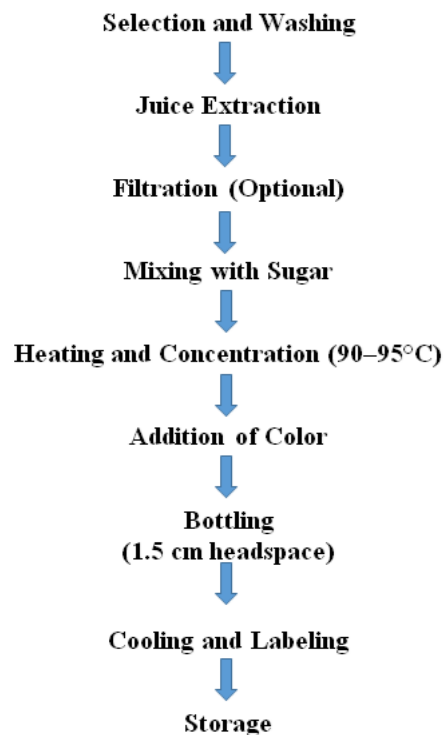 Selection and Washing
Juice Extraction
Filtration (Optional)
Mixing with Sugar
Heating and Concentration (90–95°C)
Addition of Color
Bottling
(1.5 cm headspace)
Cooling and Labeling
Storage